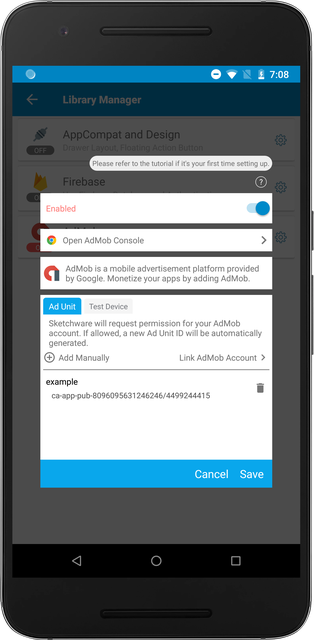 7:08
Library Manager
AppCompat and Design
OFF
Drawer Layout, Floating Action Button
Please refer to the tutorial if it's your first time setting up.
Firebase
?
Enabled
Open AdMob Console
AdMob is a mobile advertisement platform provided
by Google. Monetize your apps by adding AdMob.
Ad Unit
Test Device
Sketchware will request permission for your AdMob
account. If allowed, a new Ad Unit ID will be automatically
generated.
Add Manually
Link AdMob Account
example
ca-app-pub-8096095631246246/4499244415
Cancel
Save